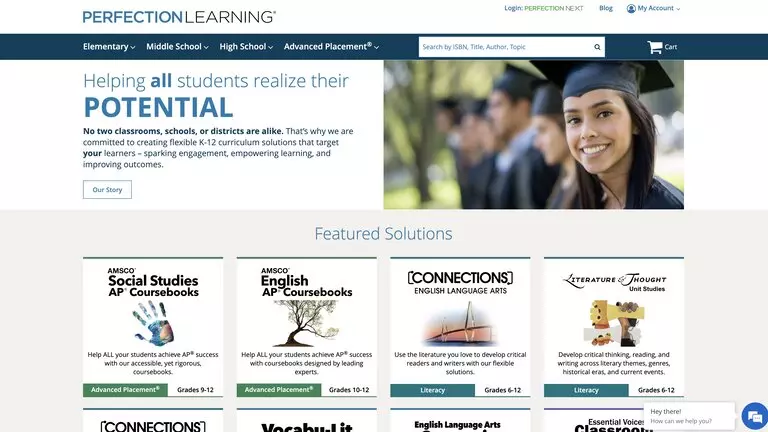 Login: PERFECTION NEXT
Blog
My Account
PERFECTION LEARNING®
Elementary
Middle School
High School
Advanced Placement®
Search by ISBN, Title, Author, Topic
Cart
Helping all students realize their
POTENTIAL
No two classrooms, schools, or districts are alike. That's why we are
committed to creating flexible K-12 curriculum solutions that target
your learners – sparking engagement, empowering learning, and
improving outcomes.
Our Story
Featured Solutions
AMSCO™
Social Studies
AP® Coursebooks
Help ALL your students achieve AP® success
with our accessible, yet rigorous,
coursebooks.
Advanced Placement®
Grades 9-12
AMSCO™
English
AP® Coursebooks
Help ALL your students achieve AP® success
with coursebooks designed by leading
experts.
Advanced Placement®
Grades 10-12
[CONNECTIONS]
ENGLISH LANGUAGE ARTS
Use the literature you love to develop critical
readers and writers with our flexible
solutions.
Literacy
Grades 6-12
LITERATURE & THOUGHT
Unit Studies
Develop critical thinking, reading, and
writing across literary themes, genres,
historical eras, and current events.
Literacy
Grades 6-12
[CONNECTIONS]
Vocabu-Lit
English Language Arts
Essential Voices
Classroom
Hey there!
How can we help you?